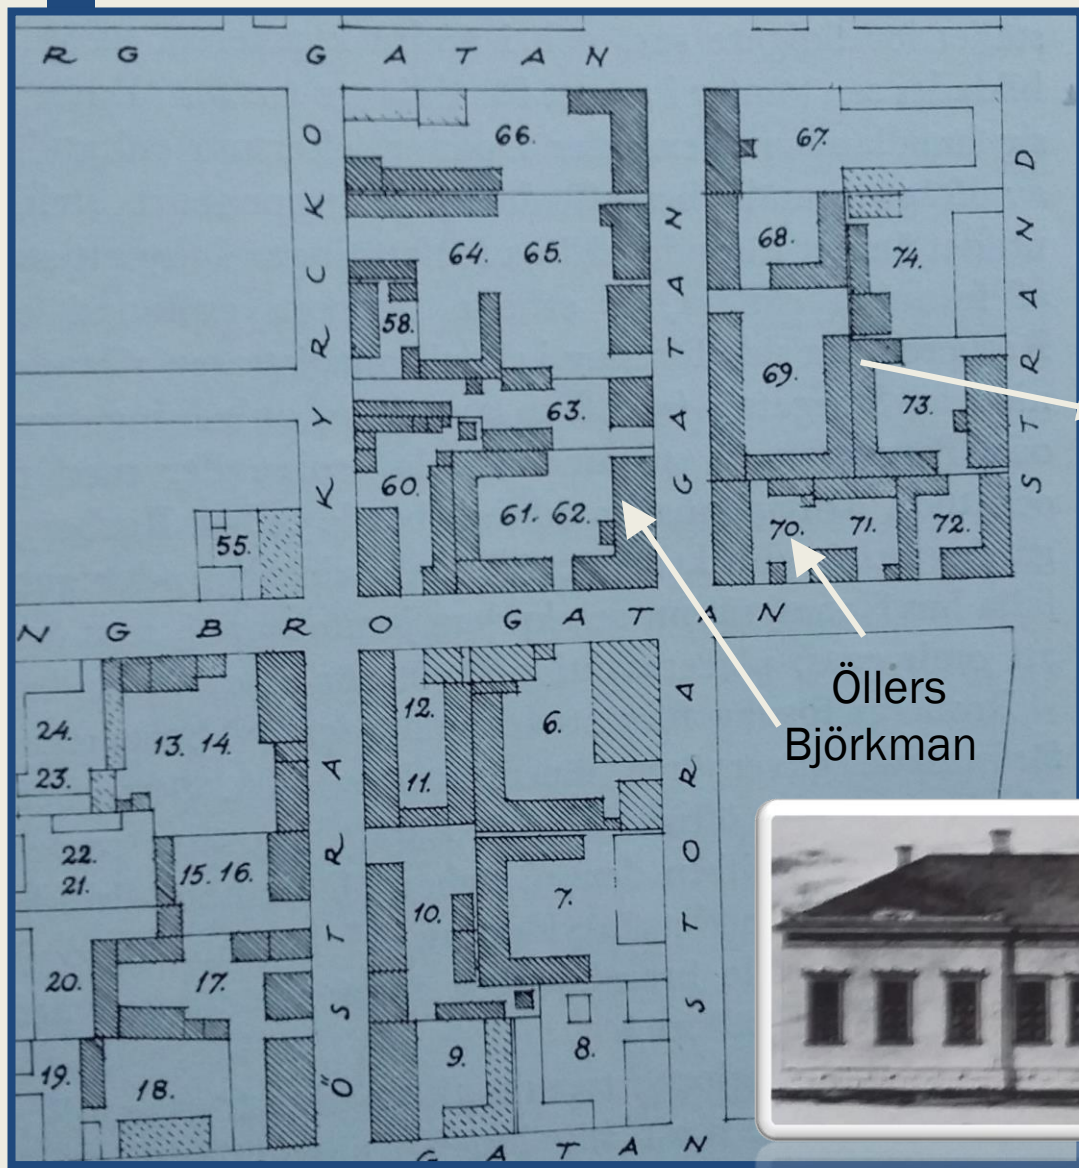 R G G A T A N
K Y R C K O
G A G A T A N
S T R A N D
66.
67.
68.
64. 65.
74.
58.
69.
63.
73.
60.
61. 62.
70. 71. 72.
55.
N G B R O G A T A N
Öllers
Björkman
12.
11.
6.
24.
13. 14.
23.
22.
21.
15. 16.
10.
7.
20.
17.
9.
8.
19.
18.
Ö S T R A
S T O R A
G A T A N